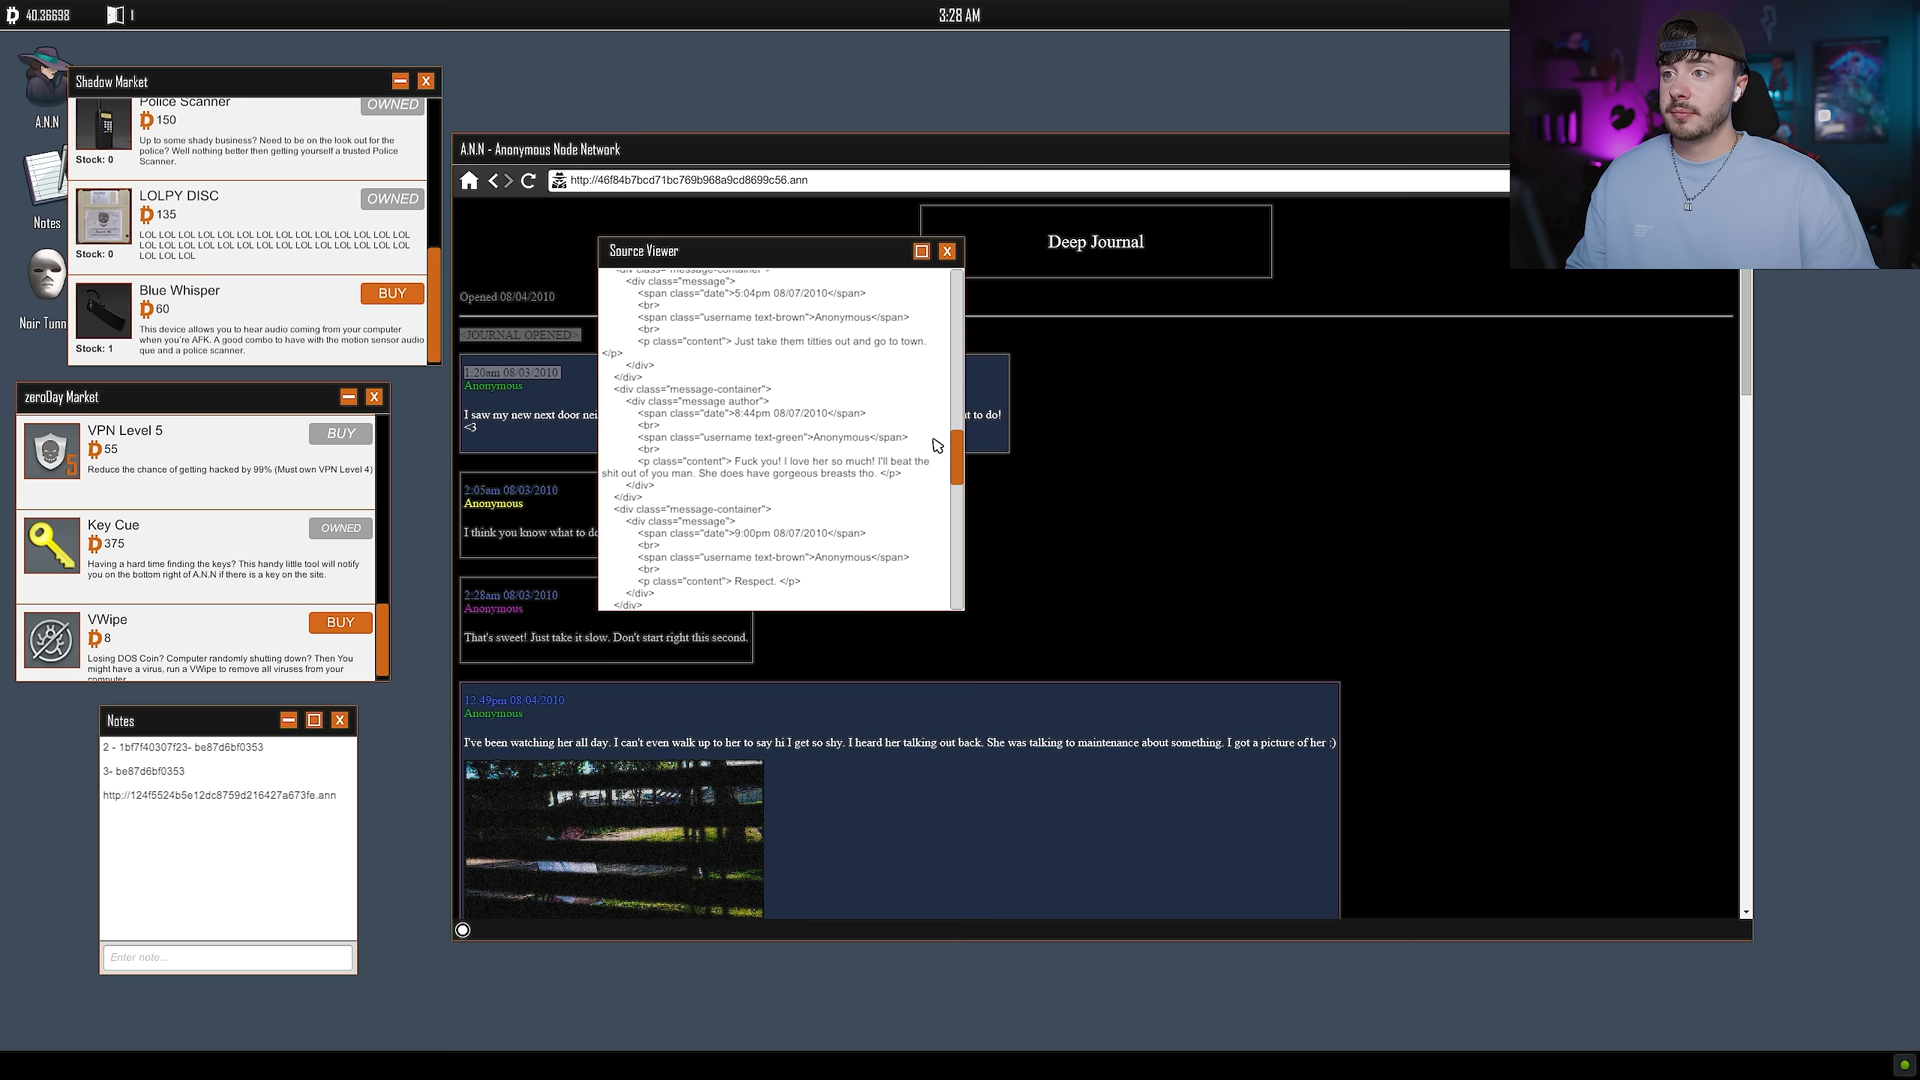 40.36698
1
3:28 AM
A.N.N
Notes
Noir Tunn
Shadow Market
Police Scanner
OWNED
150
Up to some shady business? Need to be on the look out for the
police? Well nothing better then getting yourself a trusted Police
Scanner.
Stock: 0
LOLPY DISC
OWNED
135
LOL LOL LOL LOL LOL LOL LOL LOL LOL LOL LOL LOL
LOL LOL LOL LOL LOL LOL LOL LOL LOL LOL LOL LOL
LOL LOL LOL
Stock: 0
Blue Whisper
BUY
60
This device allows you to hear audio coming from your computer
when you're AFK. A good combo to have with the motion sensor audio
que and a police scanner.
Stock: 1
zeroDay Market
VPN Level 5
BUY
55
Reduce the chance of getting hacked by 99% (Must own VPN Level 4)
5
Key Cue
OWNED
375
Having a hard time finding the keys? This handy little tool will notify
you on the bottom right of A.N.N if there is a key on the site.
VWipe
BUY
8
Losing DOS Coin? Computer randomly shutting down? Then You
might have a virus, run a VWipe to remove all viruses from your
computer
Notes
2 - 1bf7f40307f23- be87d6bf0353
3- be87d6bf0353
http://124f5524b5e12dc8759d216427a673fe.ann
Enter note...
A.N.N - Anonymous Node Network
http://46f84b7bcd71bc769b968a9cd8699c56.ann
Deep Journal
Opened 08/04/2010
<JOURNAL OPENED>
1:20am 08/03/2010
Anonymous
I saw my new next door nei
t to do!
<3
2:05am 08/03/2010
Anonymous
I think you know what to do
2:28am 08/03/2010
Anonymous
That's sweet! Just take it slow. Don't start right this second.
12:49pm 08/04/2010
Anonymous
I've been watching her all day. I can't even walk up to her to say hi I get so shy. I heard her talking out back. She was talking to maintenance about something. I got a picture of her :)
Source Viewer
<div class="message-container">
<div class="message">
<span class="date">5:04pm 08/07/2010</span>
<br>
<span class="username text-brown">Anonymous</span>
<br>
<p class="content"> Just take them titties out and go to town.
</p>
</div>
</div>
<div class="message-container">
<div class="message author">
<span class="date">8:44pm 08/07/2010</span>
<br>
<span class="username text-green">Anonymous</span>
<br>
<p class="content"> Fuck you! I love her so much! I'll beat the
shit out of you man. She does have gorgeous breasts tho. </p>
</div>
</div>
<div class="message-container">
<div class="message">
<span class="date">9:00pm 08/07/2010</span>
<br>
<span class="username text-brown">Anonymous</span>
<br>
<p class="content"> Respect. </p>
</div>
</div>